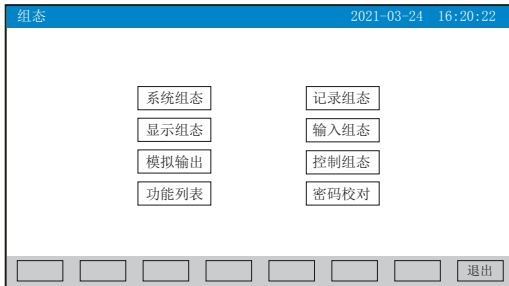 组态 2021-03-24 16:20:22
系统组态 记录组态
显示组态 输入组态
模拟输出 控制组态
功能列表 密码校对
退出